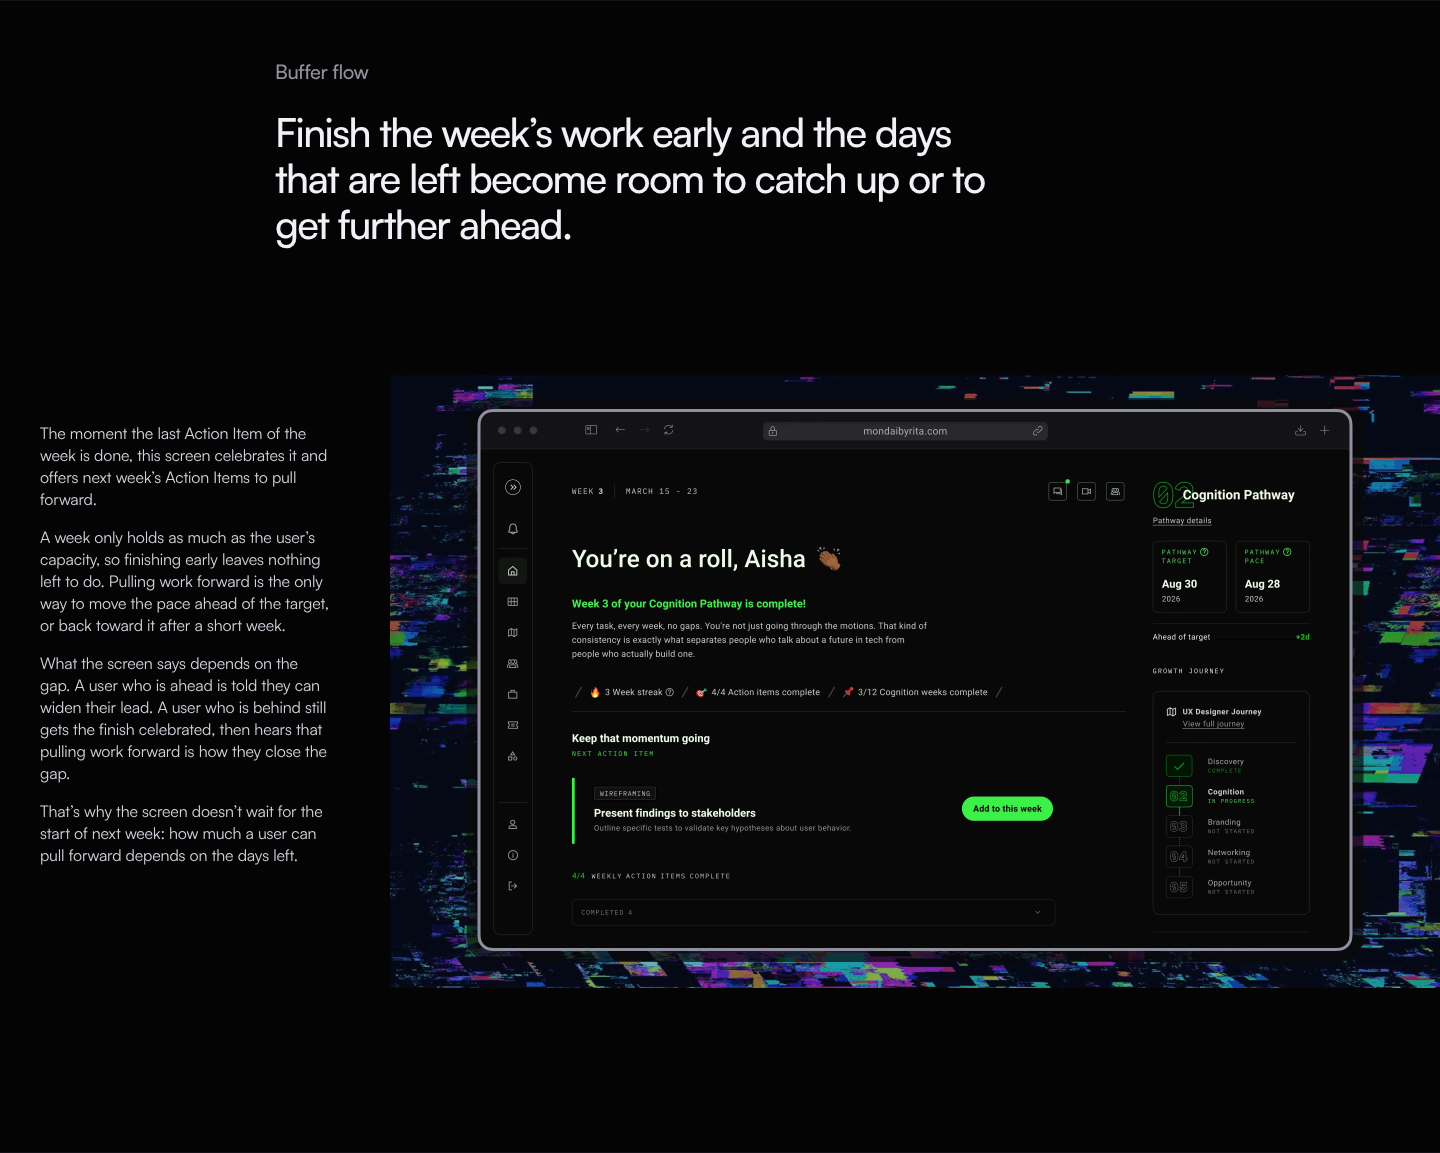 Buffer flow
Finish the week’s work early and the days
that are left become room to catch up or to
get further ahead.
The moment the last Action Item of the
week is done, this screen celebrates it and
offers next week’s Action Items to pull
forward.
A week only holds as much as the user’s
capacity, so finishing early leaves nothing
left to do. Pulling work forward is the only
way to move the pace ahead of the target,
or back toward it after a short week.
What the screen says depends on the
gap. A user who is ahead is told they can
widen their lead. A user who is behind still
gets the finish celebrated, then hears that
pulling work forward is how they close the
gap.
That’s why the screen doesn’t wait for the
start of next week: how much a user can
pull forward depends on the days left.
mondaibyrita.com
WEEK 3 MARCH 15 - 23
You’re on a roll, Aisha 👏🏾
Week 3 of your Cognition Pathway is complete!
Every task, every week, no gaps. You’re not just going through the motions. That kind of
consistency is exactly what separates people who talk about a future in tech from
people who actually build one.
/ 🔥 3 Week streak / 🎯 4/4 Action items complete / 📌 3/12 Cognition weeks complete /
Keep that momentum going
NEXT ACTION ITEM
WIREFRAMING
Present findings to stakeholders
Outline specific tests to validate key hypotheses about user behavior.
Add to this week
4/4 WEEKLY ACTION ITEMS COMPLETE
COMPLETED 4
02 Cognition Pathway
Pathway details
PATHWAY
TARGET
Aug 30
2026
PATHWAY
PACE
Aug 28
2026
Ahead of target +2d
GROWTH JOURNEY
UX Designer Journey
View full journey
Discovery
COMPLETE
02 Cognition
IN PROGRESS
03 Branding
NOT STARTED
04 Networking
NOT STARTED
05 Opportunity
NOT STARTED